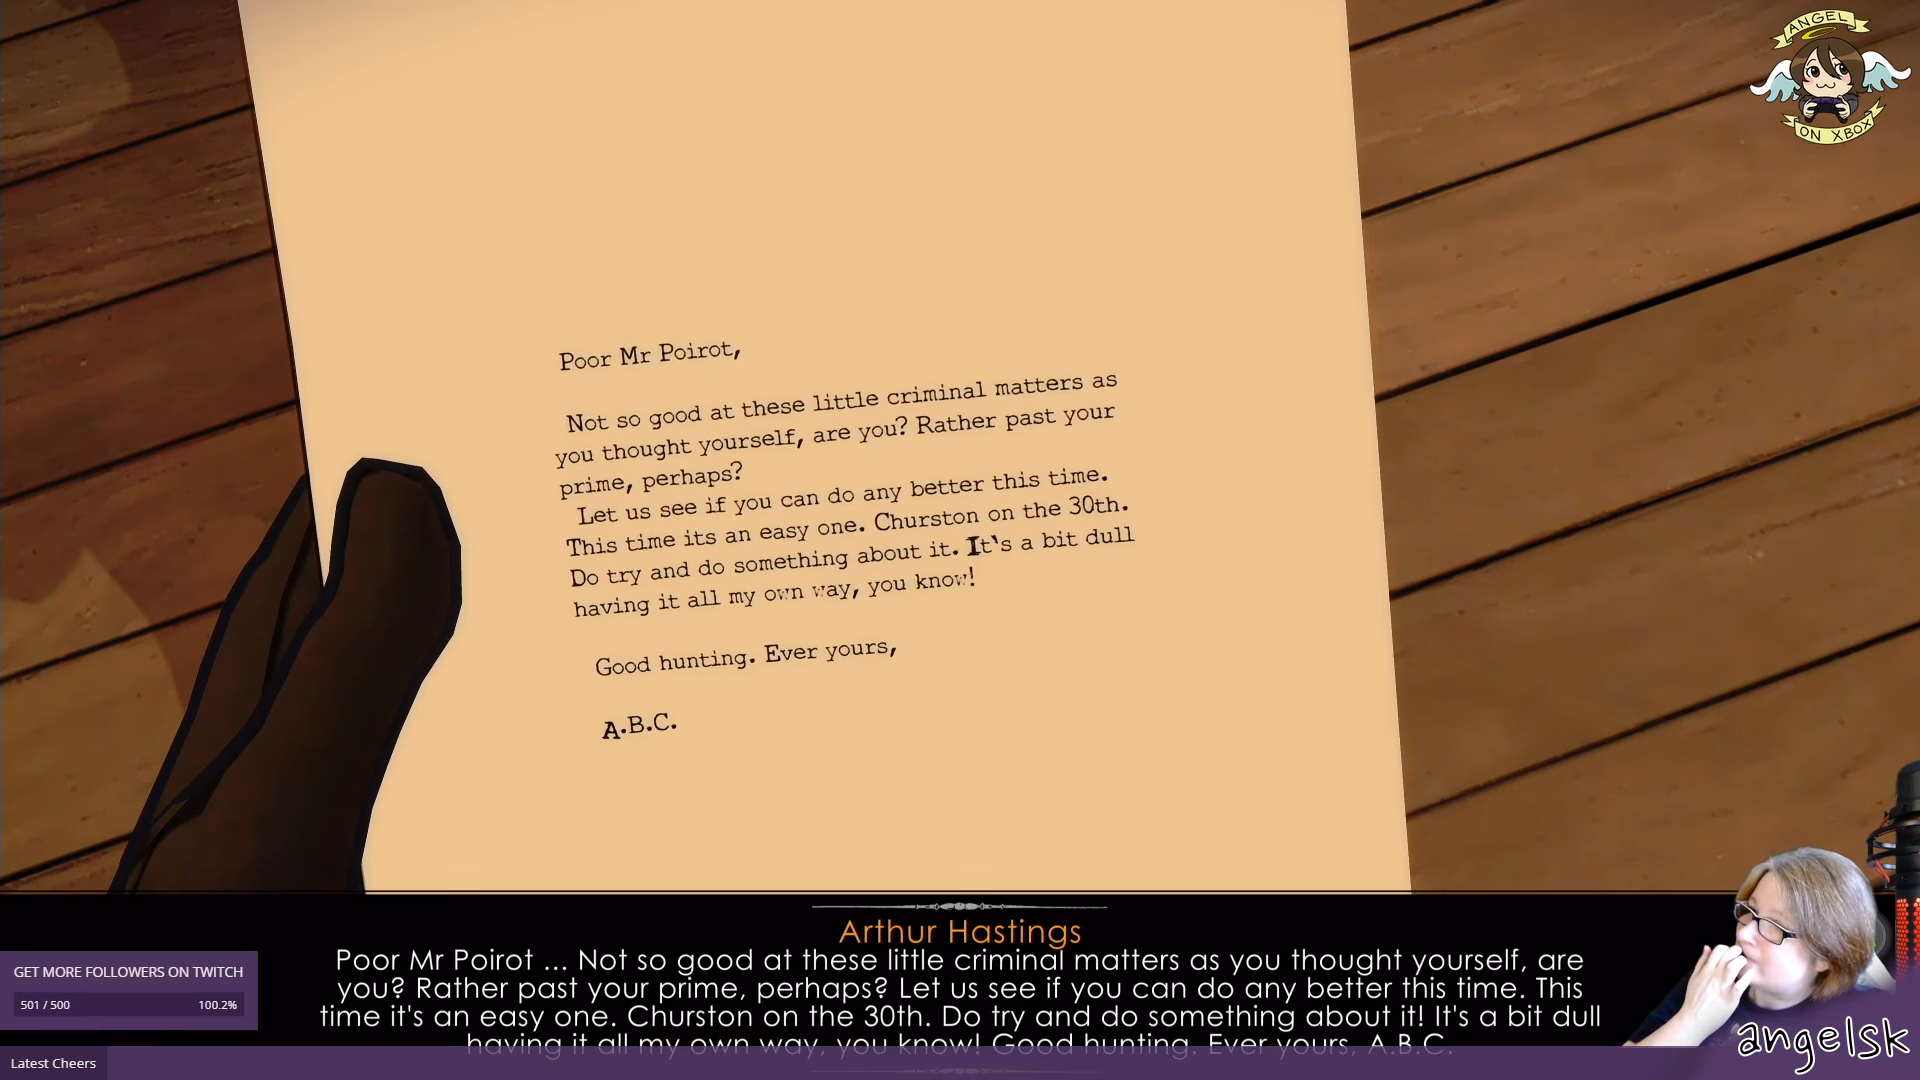 ANGEL
ON XBOX
Poor Mr Poirot,
Not so good at these little criminal matters as
you thought yourself, are you? Rather past your
prime, perhaps?
Let us see if you can do any better this time.
This time its an easy one. Churston on the 30th.
Do try and do something about it. It's a bit dull
having it all my own way, you know!
Good hunting. Ever yours,
A.B.C.
Arthur Hastings
Poor Mr Poirot ... Not so good at these little criminal matters as you thought yourself, are
you? Rather past your prime, perhaps? Let us see if you can do any better this time. This
time it's an easy one. Churston on the 30th. Do try and do something about it! It's a bit dull
having it all my own way, you know! Good hunting. Ever yours, A.B.C.
GET MORE FOLLOWERS ON TWITCH
501 / 500 100.2%
Latest Cheers
angelsk